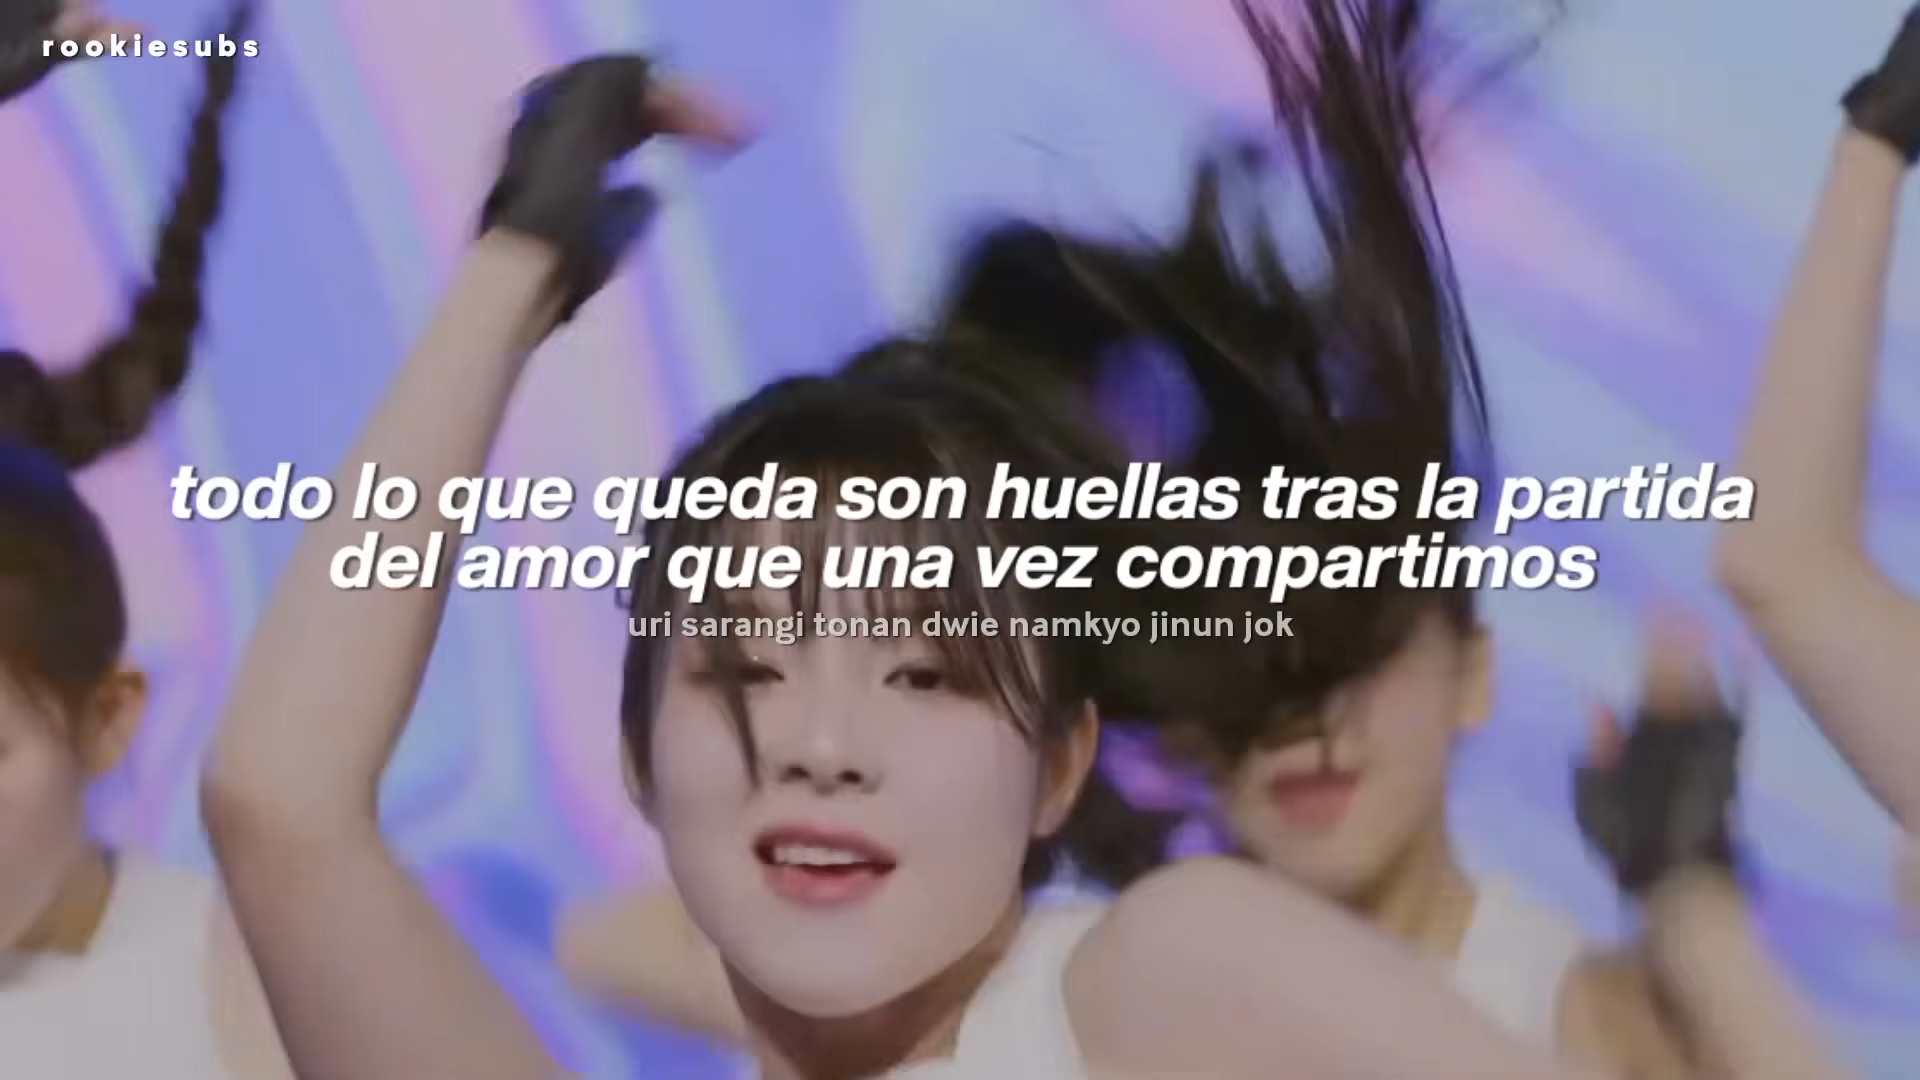 rookiesubs
todo lo que queda son huellas tras la partida
del amor que una vez compartimos
uri sarangi tonan dwie namkyo jinun jok